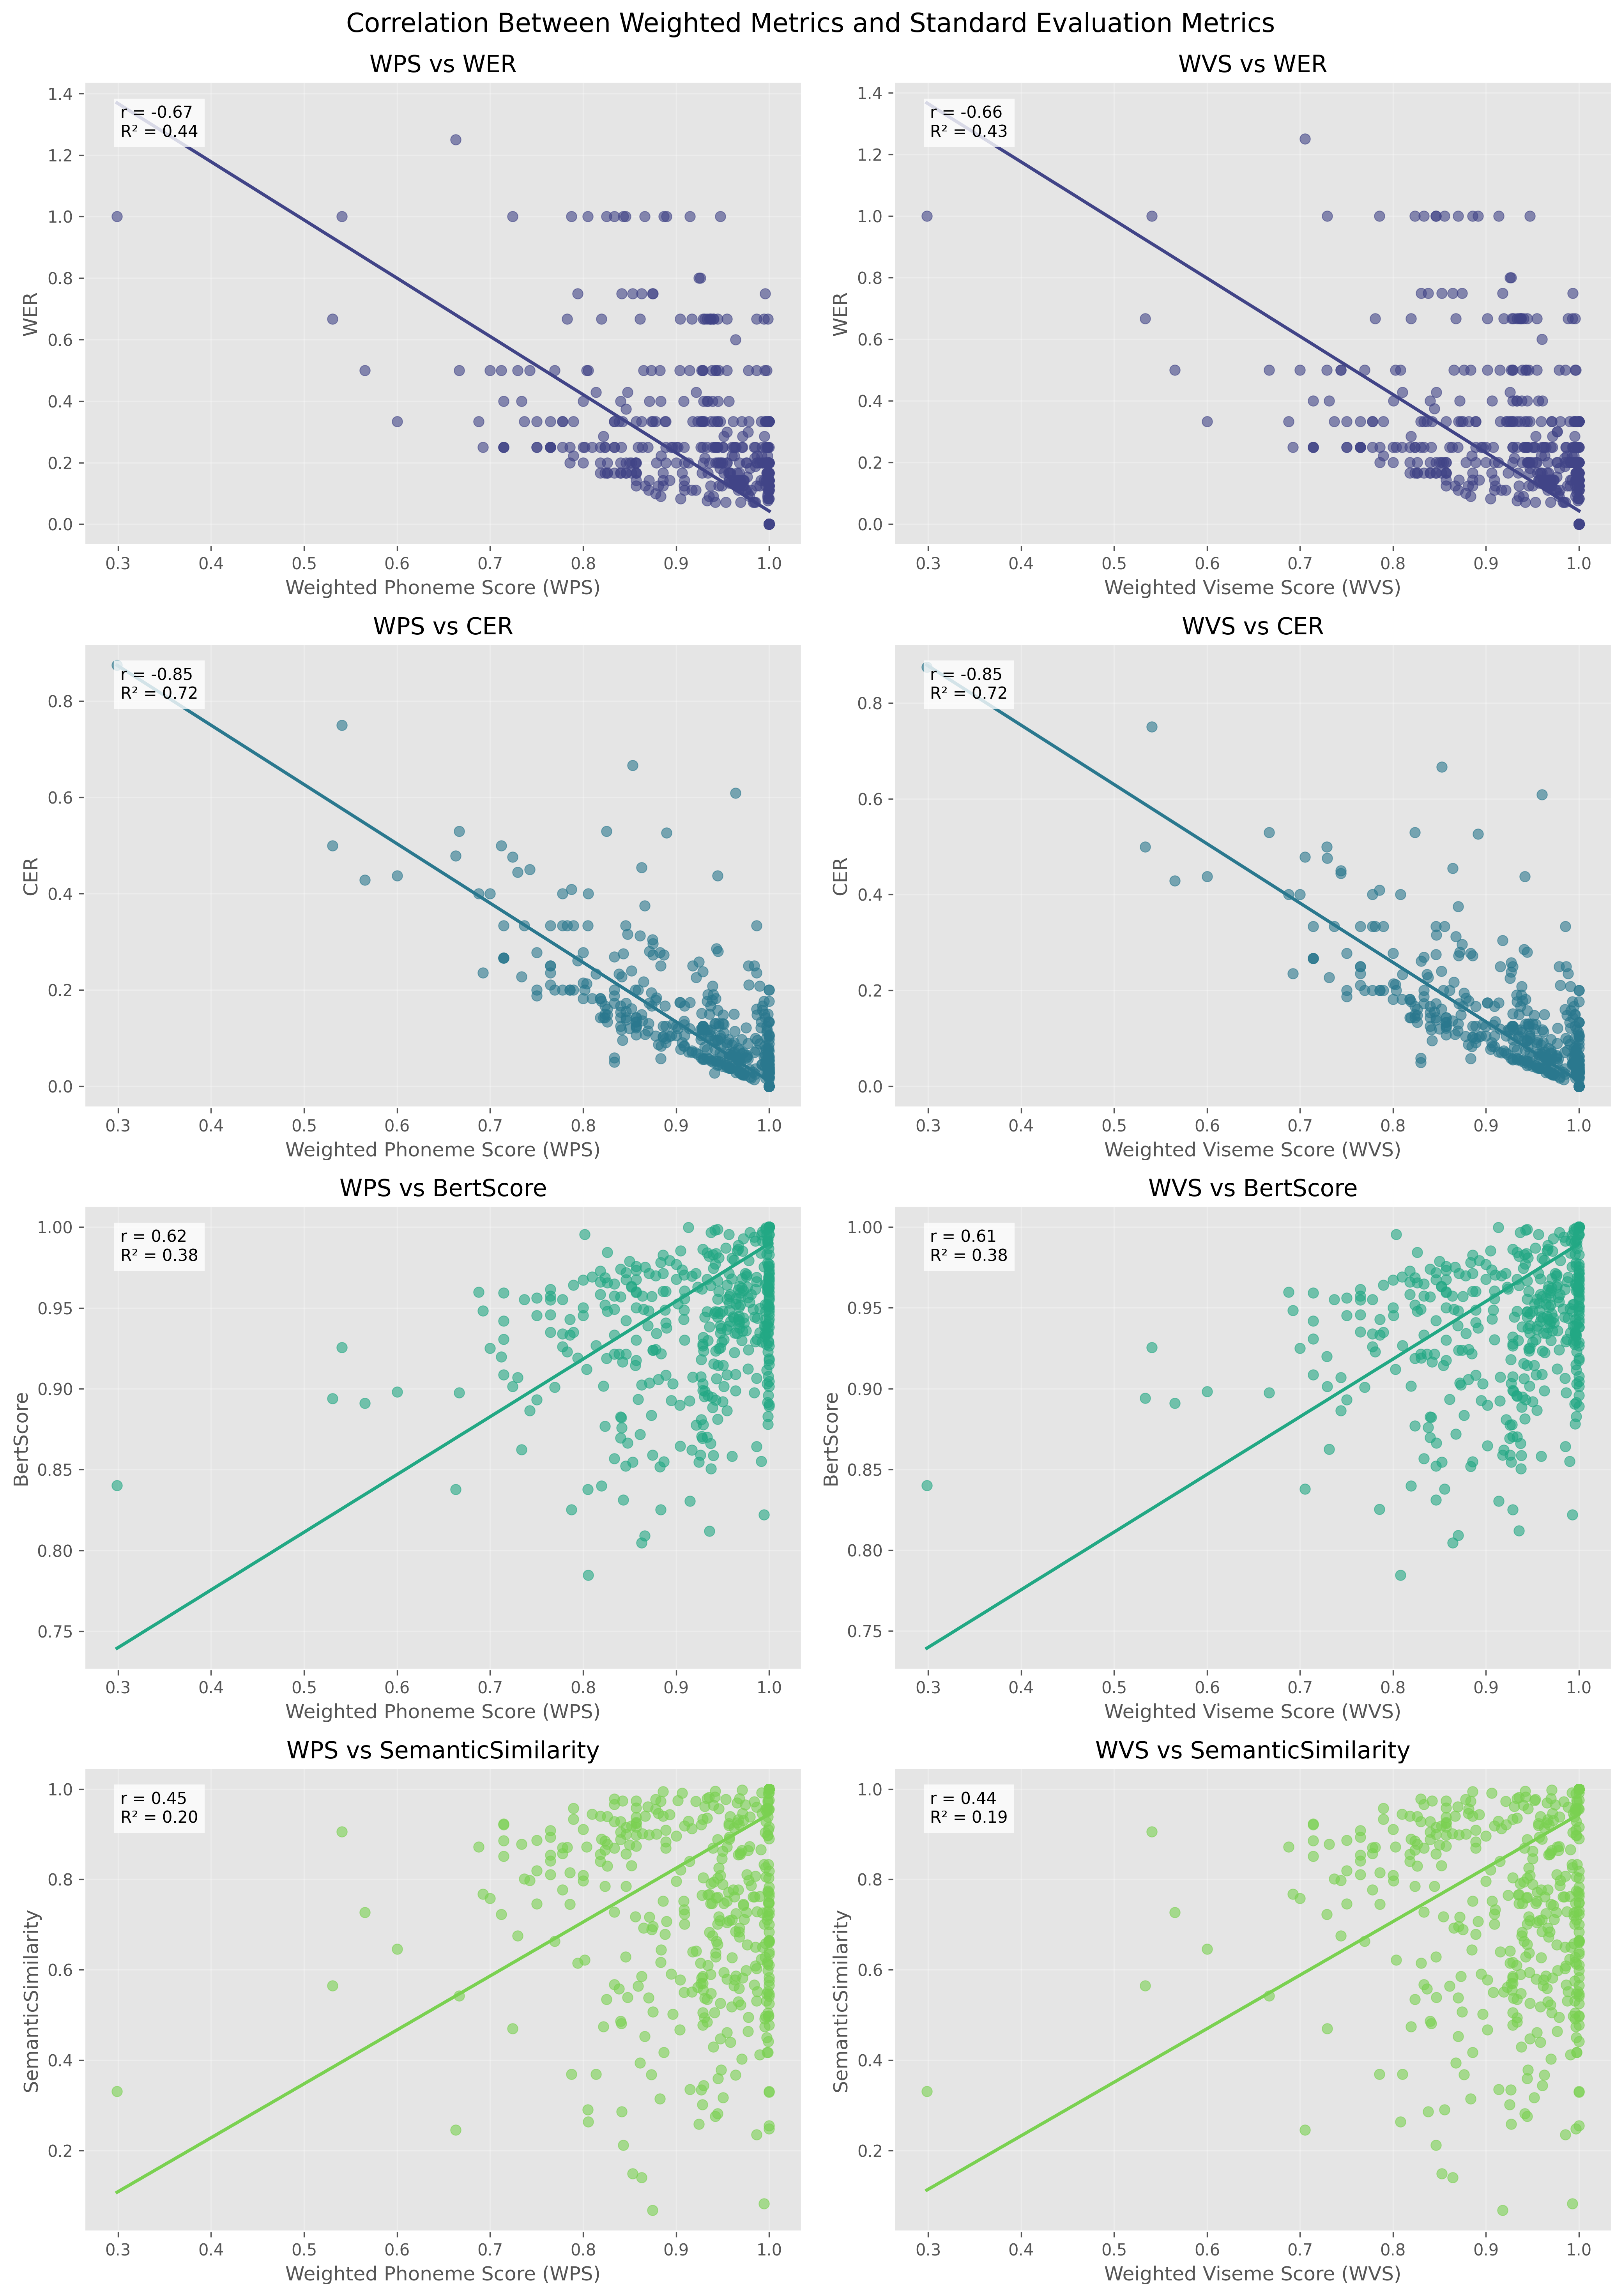 Correlation Between Weighted Metrics and Standard Evaluation Metrics
WPS vs WER
r = -0.67
R² = 0.44
WER
1.4
1.2
1.0
0.8
0.6
0.4
0.2
0.0
0.3 0.4 0.5 0.6 0.7 0.8 0.9 1.0
Weighted Phoneme Score (WPS)
WVS vs WER
r = -0.66
R² = 0.43
WER
1.4
1.2
1.0
0.8
0.6
0.4
0.2
0.0
0.3 0.4 0.5 0.6 0.7 0.8 0.9 1.0
Weighted Viseme Score (WVS)
WPS vs CER
r = -0.85
R² = 0.72
CER
0.8
0.6
0.4
0.2
0.0
0.3 0.4 0.5 0.6 0.7 0.8 0.9 1.0
Weighted Phoneme Score (WPS)
WVS vs CER
r = -0.85
R² = 0.72
CER
0.8
0.6
0.4
0.2
0.0
0.3 0.4 0.5 0.6 0.7 0.8 0.9 1.0
Weighted Viseme Score (WVS)
WPS vs BertScore
r = 0.62
R² = 0.38
BertScore
1.00
0.95
0.90
0.85
0.80
0.75
0.3 0.4 0.5 0.6 0.7 0.8 0.9 1.0
Weighted Phoneme Score (WPS)
WVS vs BertScore
r = 0.61
R² = 0.38
BertScore
1.00
0.95
0.90
0.85
0.80
0.75
0.3 0.4 0.5 0.6 0.7 0.8 0.9 1.0
Weighted Viseme Score (WVS)
WPS vs SemanticSimilarity
r = 0.45
R² = 0.20
SemanticSimilarity
1.0
0.8
0.6
0.4
0.2
0.3 0.4 0.5 0.6 0.7 0.8 0.9 1.0
Weighted Phoneme Score (WPS)
WVS vs SemanticSimilarity
r = 0.44
R² = 0.19
SemanticSimilarity
1.0
0.8
0.6
0.4
0.2
0.3 0.4 0.5 0.6 0.7 0.8 0.9 1.0
Weighted Viseme Score (WVS)